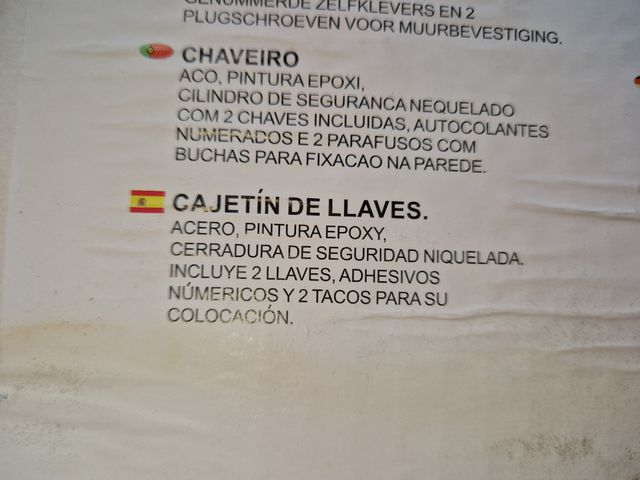 GENUMMERDE ZELFKLEVERS EN 2
PLUGSCHROEVEN VOOR MUURBEVESTIGING.
CHAVEIRO
ACO, PINTURA EPOXI,
CILINDRO DE SEGURANCA NEQUELADO
COM 2 CHAVES INCLUIDAS, AUTOCOLANTES
NUMERADOS E 2 PARAFUSOS COM
BUCHAS PARA FIXACAO NA PAREDE.
CAJETÍN DE LLAVES.
ACERO, PINTURA EPOXY,
CERRADURA DE SEGURIDAD NIQUELADA.
INCLUYE 2 LLAVES, ADHESIVOS
NÚMERICOS Y 2 TACOS PARA SU
COLOCACIÓN.